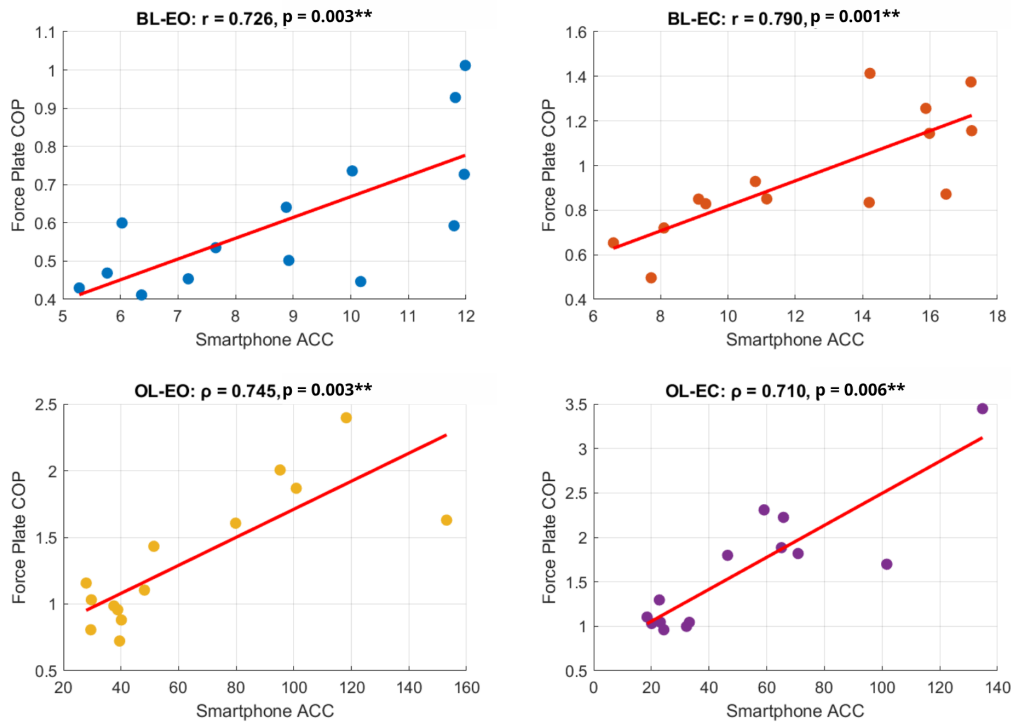 BL-EO: r = 0.726, p = 0.003**
1.1
1
0.9
0.8
0.7
0.6
0.5
0.4
Force Plate COP
5 6 7 8 9 10 11 12
Smartphone ACC
BL-EC: r = 0.790, p = 0.001**
1.6
1.4
1.2
1
0.8
0.6
0.4
Force Plate COP
6 8 10 12 14 16 18
Smartphone ACC
OL-EO: ρ = 0.745, p = 0.003**
2.5
2
1.5
1
0.5
Force Plate COP
20 40 60 80 100 120 140 160
Smartphone ACC
OL-EC: ρ = 0.710, p = 0.006**
3.5
3
2.5
2
1.5
1
0.5
Force Plate COP
0 20 40 60 80 100 120 140
Smartphone ACC